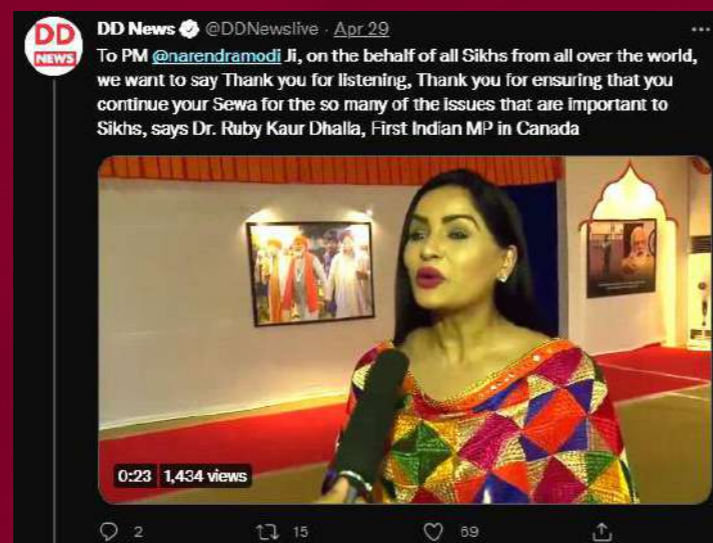 DD
NEWS
DD News @DDNewslive · Apr 29
To PM @narendramodi Ji, on the behalf of all Sikhs from all over the world,
we want to say Thank you for listening, Thank you for ensuring that you
continue your Sewa for the so many of the issues that are important to
Sikhs, says Dr. Ruby Kaur Dhalla, First Indian MP in Canada
0:23 1,434 views
2 15 69